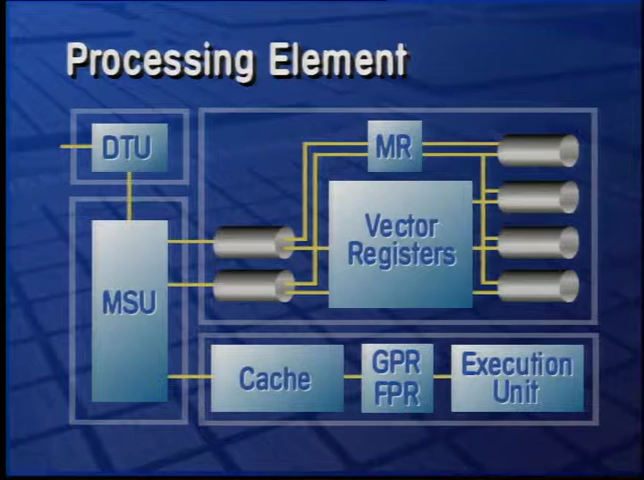 Processing Element
DTU
MR
Vector
Registers
MSU
Cache
GPR
FPR
Execution
Unit